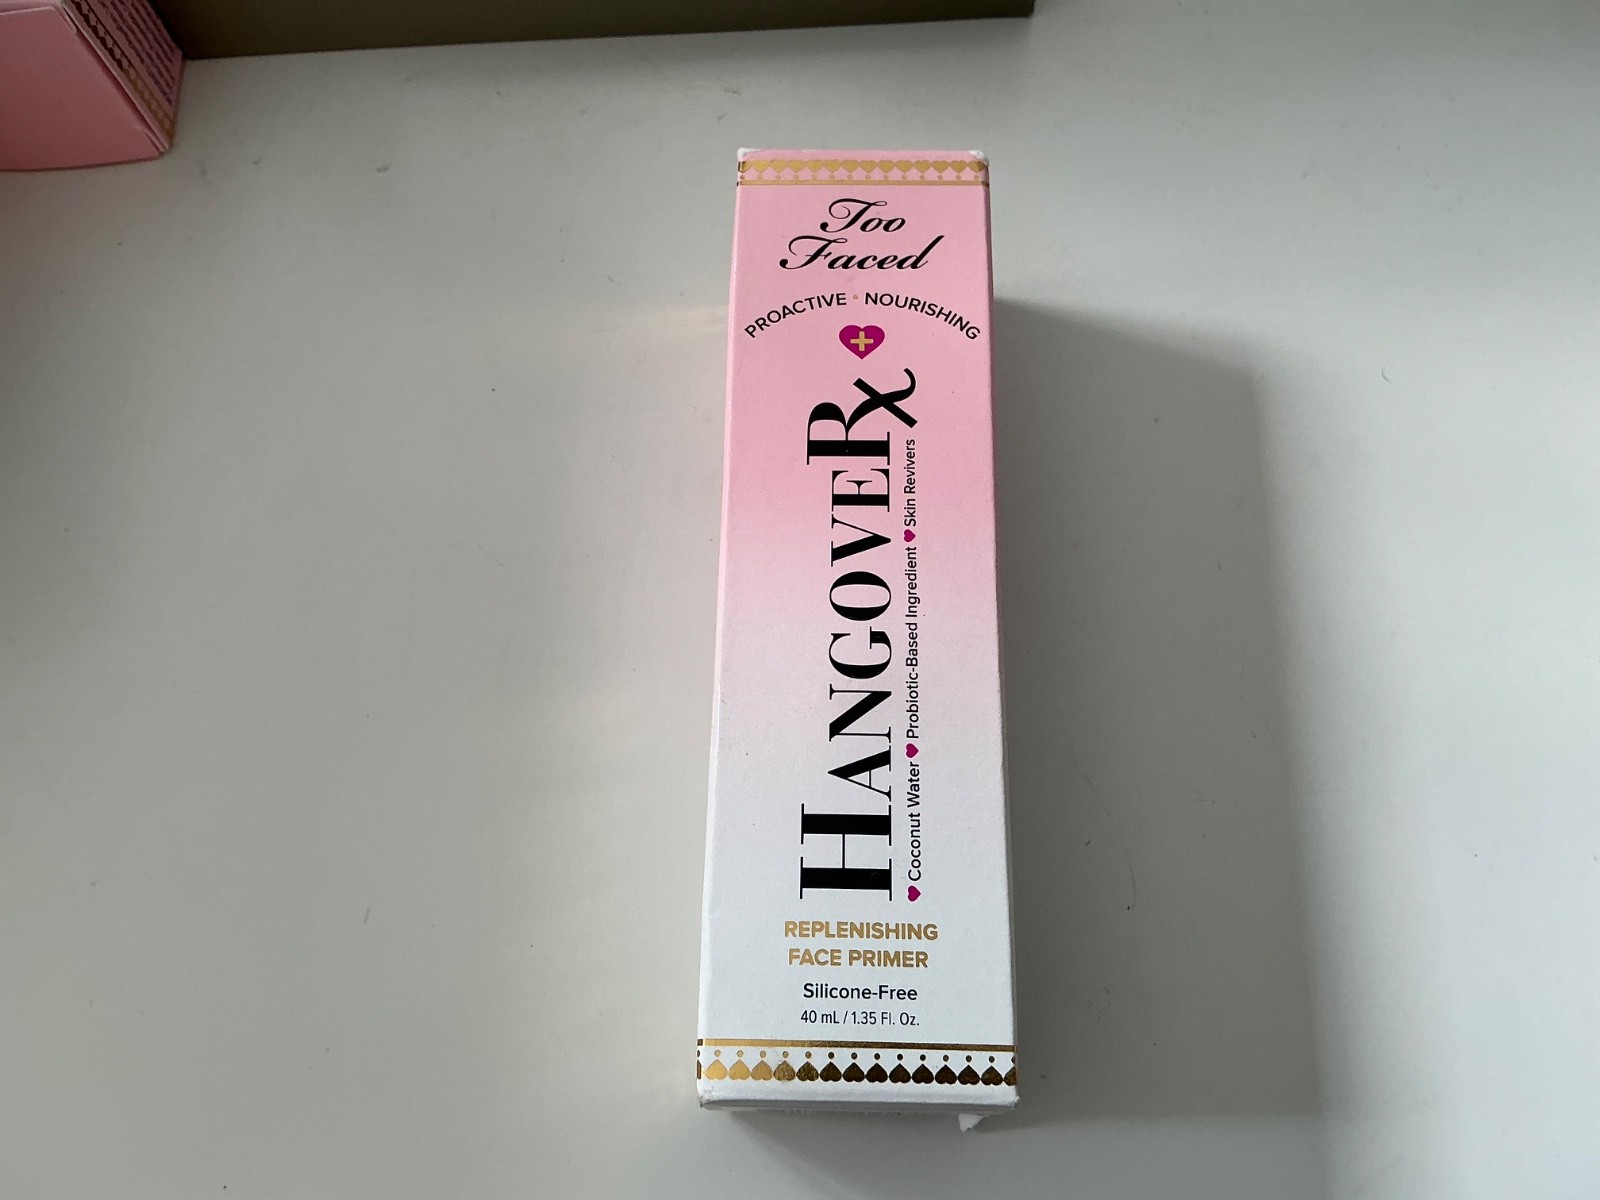 Too
Faced
PROACTIVE • NOURISHING
HANGOVERx
♥ Coconut Water ♥ Probiotic-Based Ingredient ♥ Skin Revivers
REPLENISHING
FACE PRIMER
Silicone-Free
40 mL / 1.35 Fl. Oz.